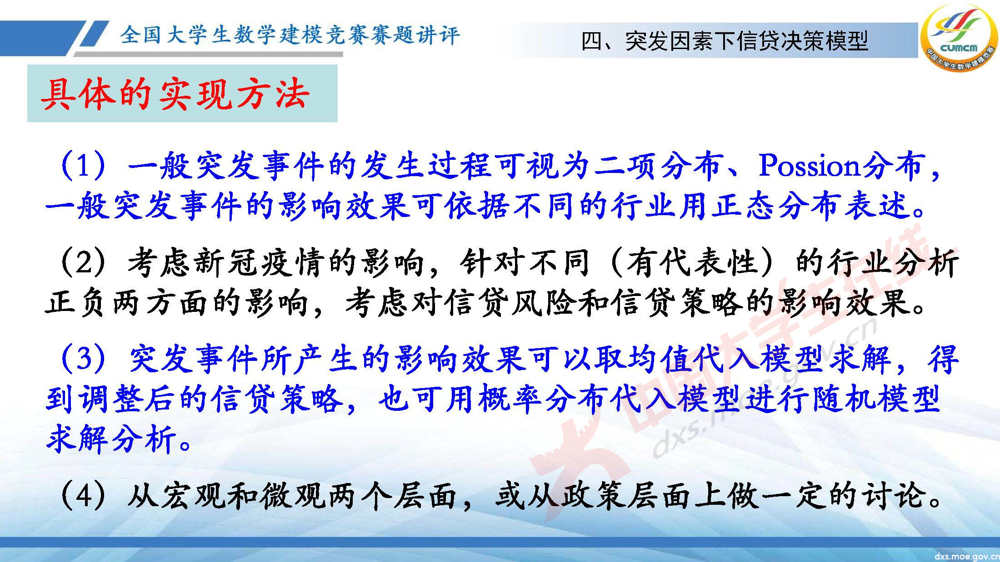 全国大学生数学建模竞赛赛题讲评
四、突发因素下信贷决策模型
CUMCM
中国大学生数学建模竞赛
具体的实现方法
（1）一般突发事件的发生过程可视为二项分布、Possion分布，
一般突发事件的影响效果可依据不同的行业用正态分布表述。
（2）考虑新冠疫情的影响，针对不同（有代表性）的行业分析
正负两方面的影响，考虑对信贷风险和信贷策略的影响效果。
（3）突发事件所产生的影响效果可以取均值代入模型求解，得
到调整后的信贷策略，也可用概率分布代入模型进行随机模型
求解分析。
（4）从宏观和微观两个层面，或从政策层面上做一定的讨论。
中国大学生在线
dxs.moe.gov.cn
dxs.moe.gov.cn